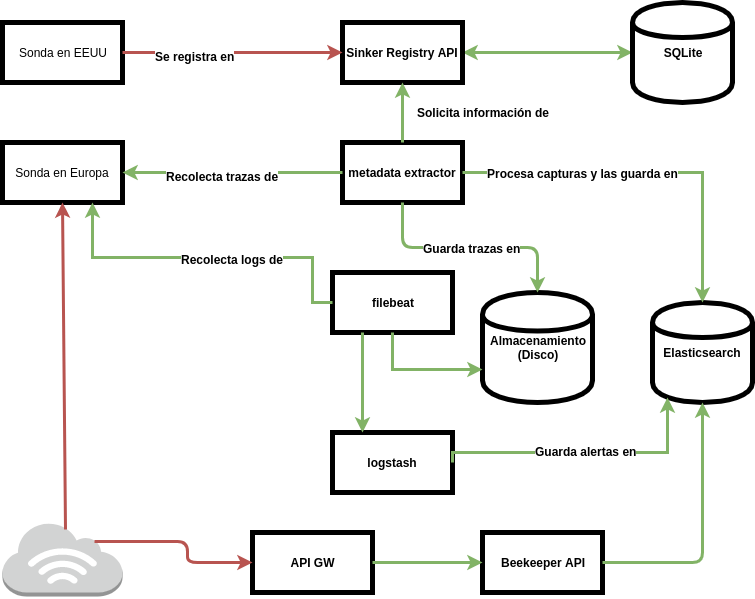 Sonda en EEUU
Se registra en
Sinker Registry API
SQLite
Solicita información de
Sonda en Europa
Recolecta trazas de
metadata extractor
Procesa capturas y las guarda en
Guarda trazas en
Recolecta logs de
filebeat
Almacenamiento
(Disco)
Elasticsearch
logstash
Guarda alertas en
API GW
Beekeeper API